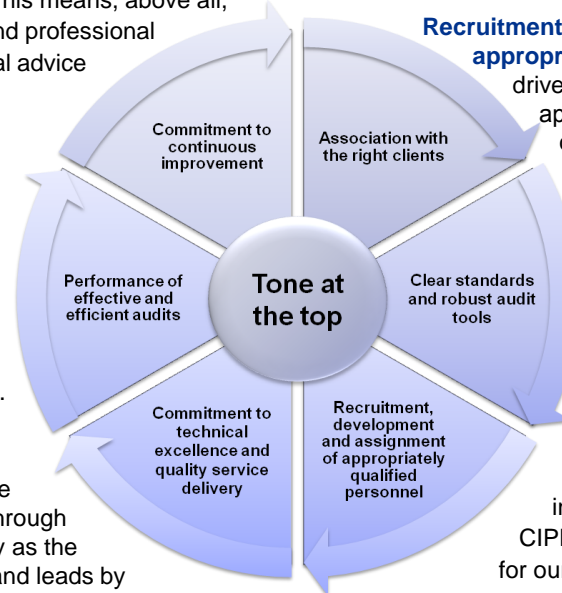 his means, above all,
nd professional
al advice
Recruitment
appropr
drive
ap
Commitment to
continuous
improvement
Association with
the right clients
Clear standards
and robust audit
tools
Recruitment,
development
and assignment
of appropriately
qualified
personnel
Commitment to
technical
excellence and
quality service
delivery
Performance of
effective and
efficient audits
Tone at
the top
.
e
hrough
y as the
and leads by
in
CIP
for our